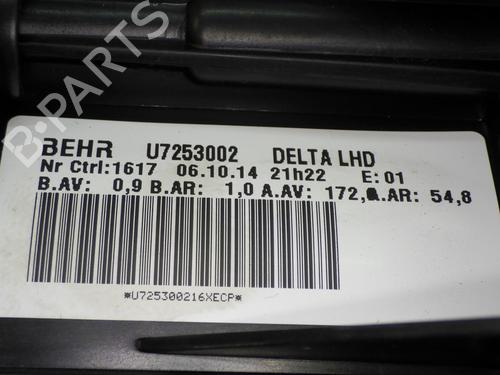 B-PARTS
BEHR U7253002 DELTA LHD
Nr Ctrl:1617 06.10.14 21h22 E:01
B.AV: 0,9 B.AR: 1,0 A.AV: 172, A.AR: 54,8
*U725300216XECP*